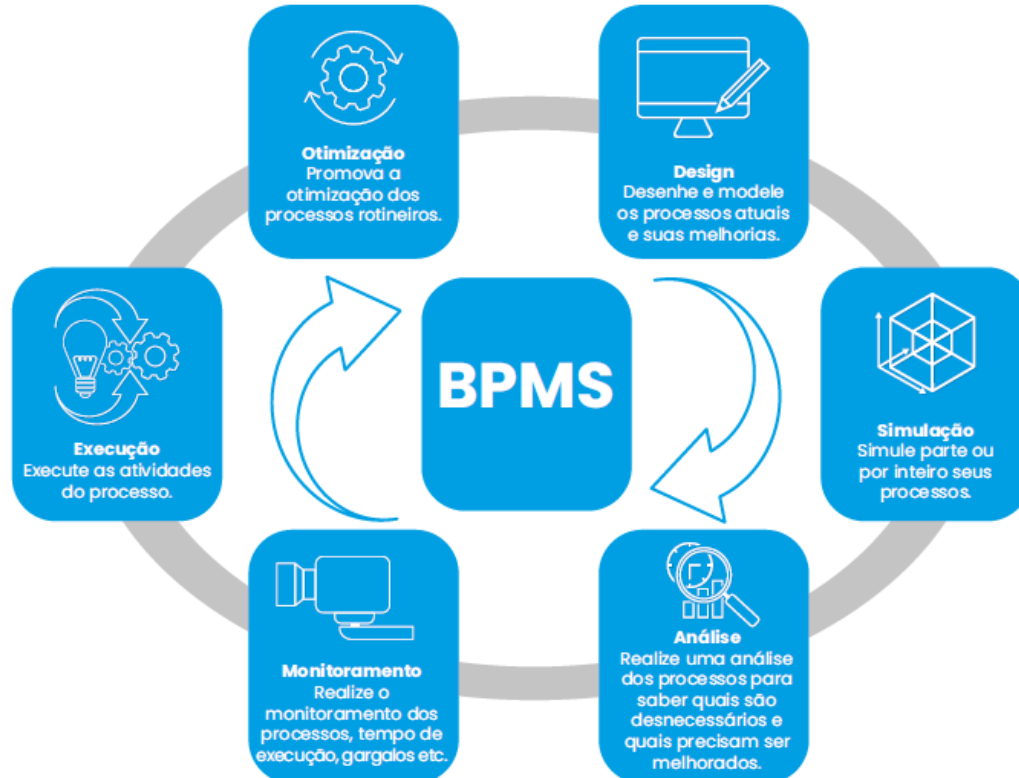 Otimização
Promova a
otimização dos
processos rotineiros.
Design
Desenhe e modele
os processos atuais
e suas melhorias.
Execução
Execute as atividades
do processo.
BPMS
Simulação
Simule parte ou
por inteiro seus
processos.
Monitoramento
Realize o
monitoramento dos
processos, tempo de
execução, gargalos etc.
Análise
Realize uma análise
dos processos para
saber quais são
desnecessários e
quais precisam ser
melhorados.